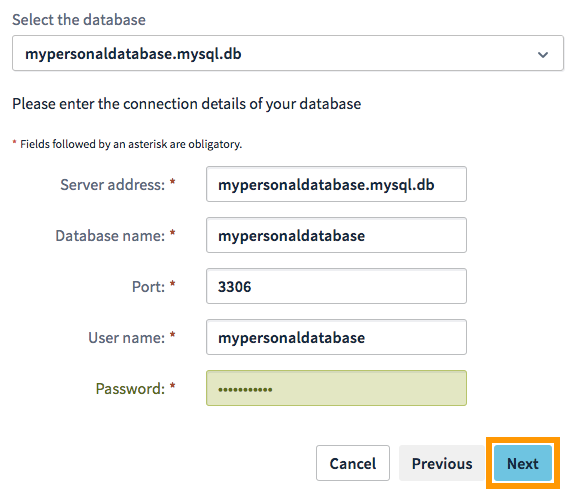 Select the database
mypersonaldatabase.mysql.db
Please enter the connection details of your database
* Fields followed by an asterisk are obligatory.
Server address: * mypersonaldatabase.mysql.db
Database name: * mypersonaldatabase
Port: * 3306
User name: * mypersonaldatabase
Password: * •••••••••••
Cancel Previous Next